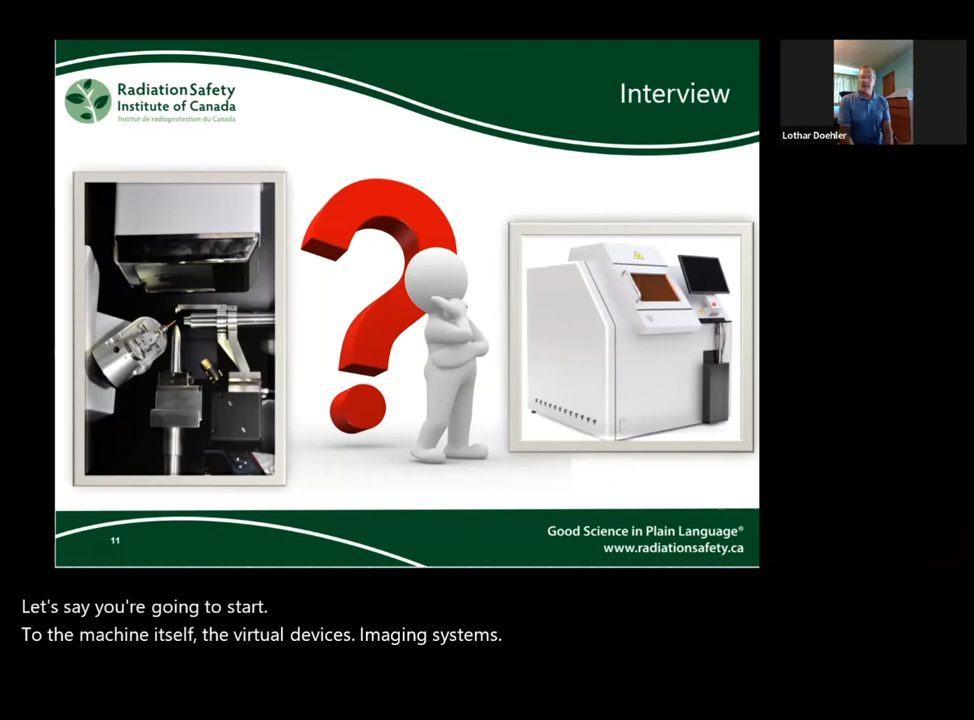 Radiation Safety
Institute of Canada
Institut de radioprotection du Canada
Interview
Lothar Doehler
11
Good Science in Plain Language®
www.radiationsafety.ca
Let's say you're going to start.
To the machine itself, the virtual devices. Imaging systems.